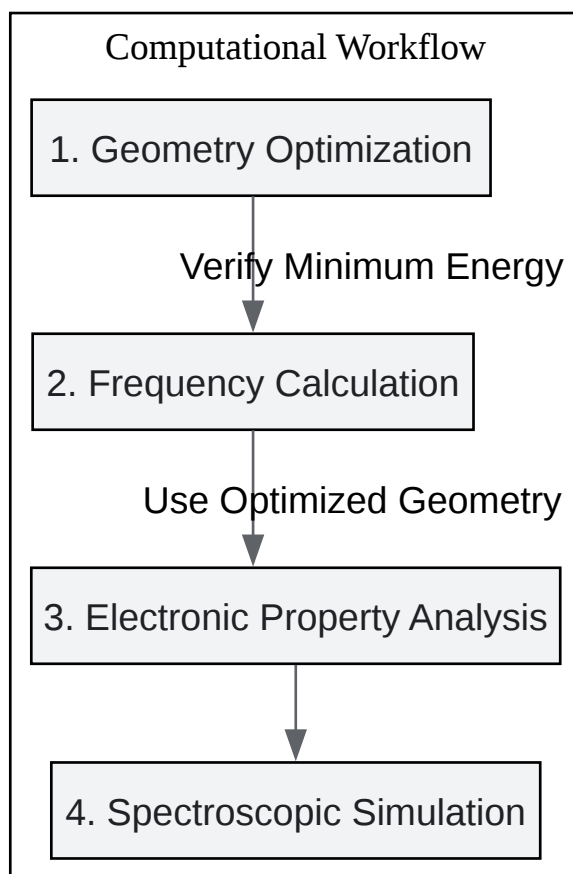 Computational Workflow
1. Geometry Optimization
Verify Minimum Energy
2. Frequency Calculation
Use Optimized Geometry
3. Electronic Property Analysis
4. Spectroscopic Simulation